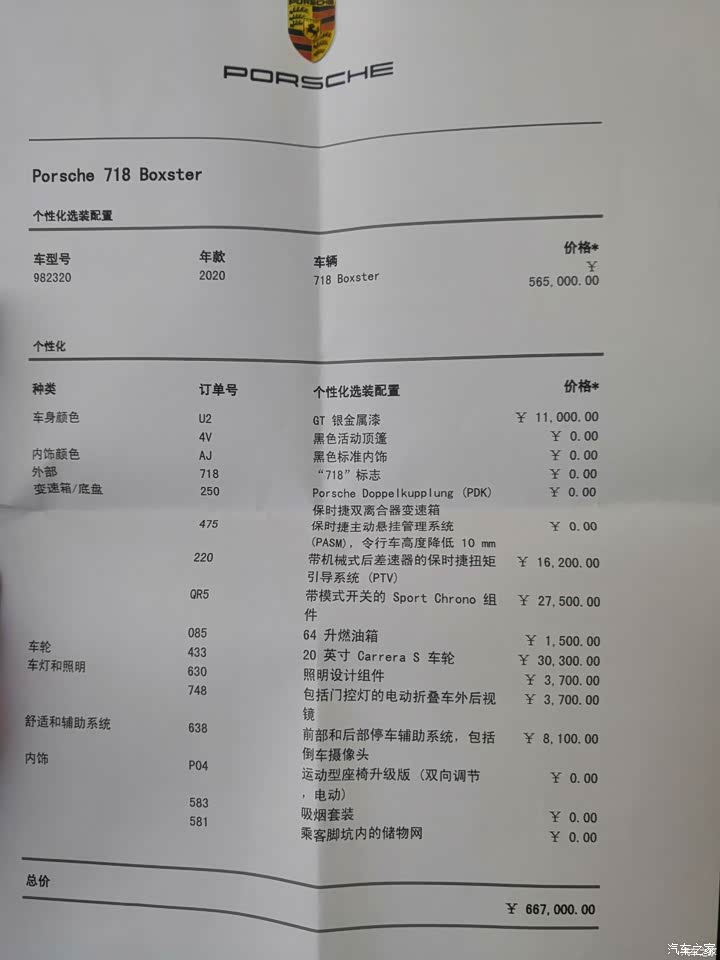 PORSCHE
PORSCHE
Porsche 718 Boxster
个性化选装配置
车型号 年款 车辆 价格*
982320 2020 718 Boxster ￥ 565,000.00
个性化
种类 订单号 个性化选装配置 价格*
车身颜色 U2 GT 银金属漆 ￥ 11,000.00
4V 黑色活动顶篷 ￥ 0.00
内饰颜色 AJ 黑色标准内饰 ￥ 0.00
外部 718 “718”标志 ￥ 0.00
变速箱/底盘 250 Porsche Doppelkupplung (PDK) ￥ 0.00
保时捷双离合器变速箱
475 保时捷主动悬挂管理系统 ￥ 0.00
(PASM), 令行车高度降低 10 mm
220 带机械式后差速器的保时捷扭矩 ￥ 16,200.00
引导系统 (PTV)
QR5 带模式开关的 Sport Chrono 组 ￥ 27,500.00
件
085 64 升燃油箱 ￥ 1,500.00
车轮 433 20 英寸 Carrera S 车轮 ￥ 30,300.00
车灯和照明 630 照明设计组件 ￥ 3,700.00
748 包括门控灯的电动折叠车外后视 ￥ 3,700.00
镜
舒适和辅助系统 638 前部和后部停车辅助系统, 包括 ￥ 8,100.00
倒车摄像头
内饰 P04 运动型座椅升级版 (双向调节 ￥ 0.00
, 电动)
583 吸烟套装 ￥ 0.00
581 乘客脚坑内的储物网 ￥ 0.00
总价
￥ 667,000.00
汽车之家